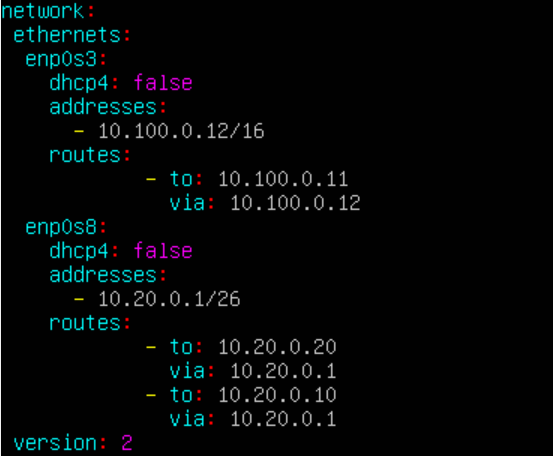 network:
 ethernets:
  enp0s3:
    dhcp4: false
    addresses:
      - 10.100.0.12/16
    routes:
            - to: 10.100.0.11
              via: 10.100.0.12
  enp0s8:
    dhcp4: false
    addresses:
      - 10.20.0.1/26
    routes:
            - to: 10.20.0.20
              via: 10.20.0.1
            - to: 10.20.0.10
              via: 10.20.0.1
 version: 2